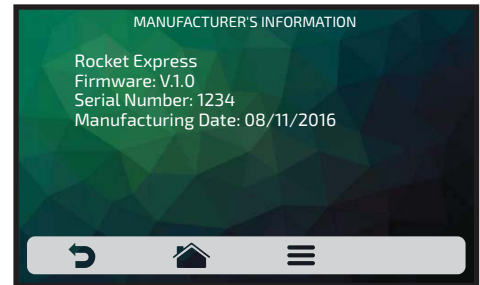 MANUFACTURER'S INFORMATION
Rocket Express
Firmware: V.1.0
Serial Number: 1234
Manufacturing Date: 08/11/2016